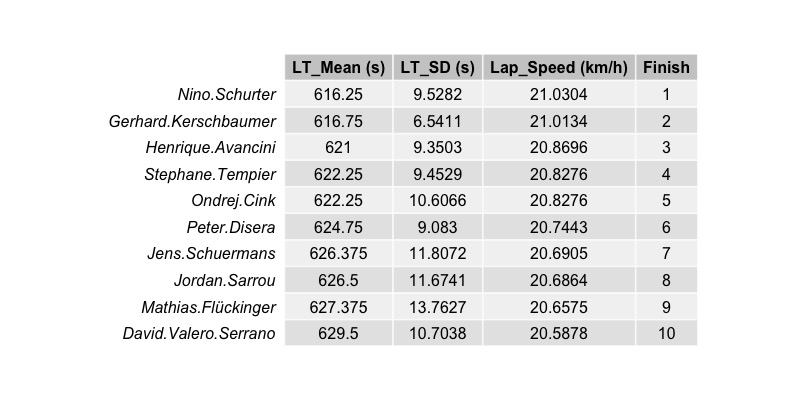 LT_Mean (s) LT_SD (s) Lap_Speed (km/h) Finish
Nino.Schurter 616.25 9.5282 21.0304 1
Gerhard.Kerschbaumer 616.75 6.5411 21.0134 2
Henrique.Avancini 621 9.3503 20.8696 3
Stephane.Tempier 622.25 9.4529 20.8276 4
Ondrej.Cink 622.25 10.6066 20.8276 5
Peter.Disera 624.75 9.083 20.7443 6
Jens.Schuermans 626.375 11.8072 20.6905 7
Jordan.Sarrou 626.5 11.6741 20.6864 8
Mathias.Flückinger 627.375 13.7627 20.6575 9
David.Valero.Serrano 629.5 10.7038 20.5878 10